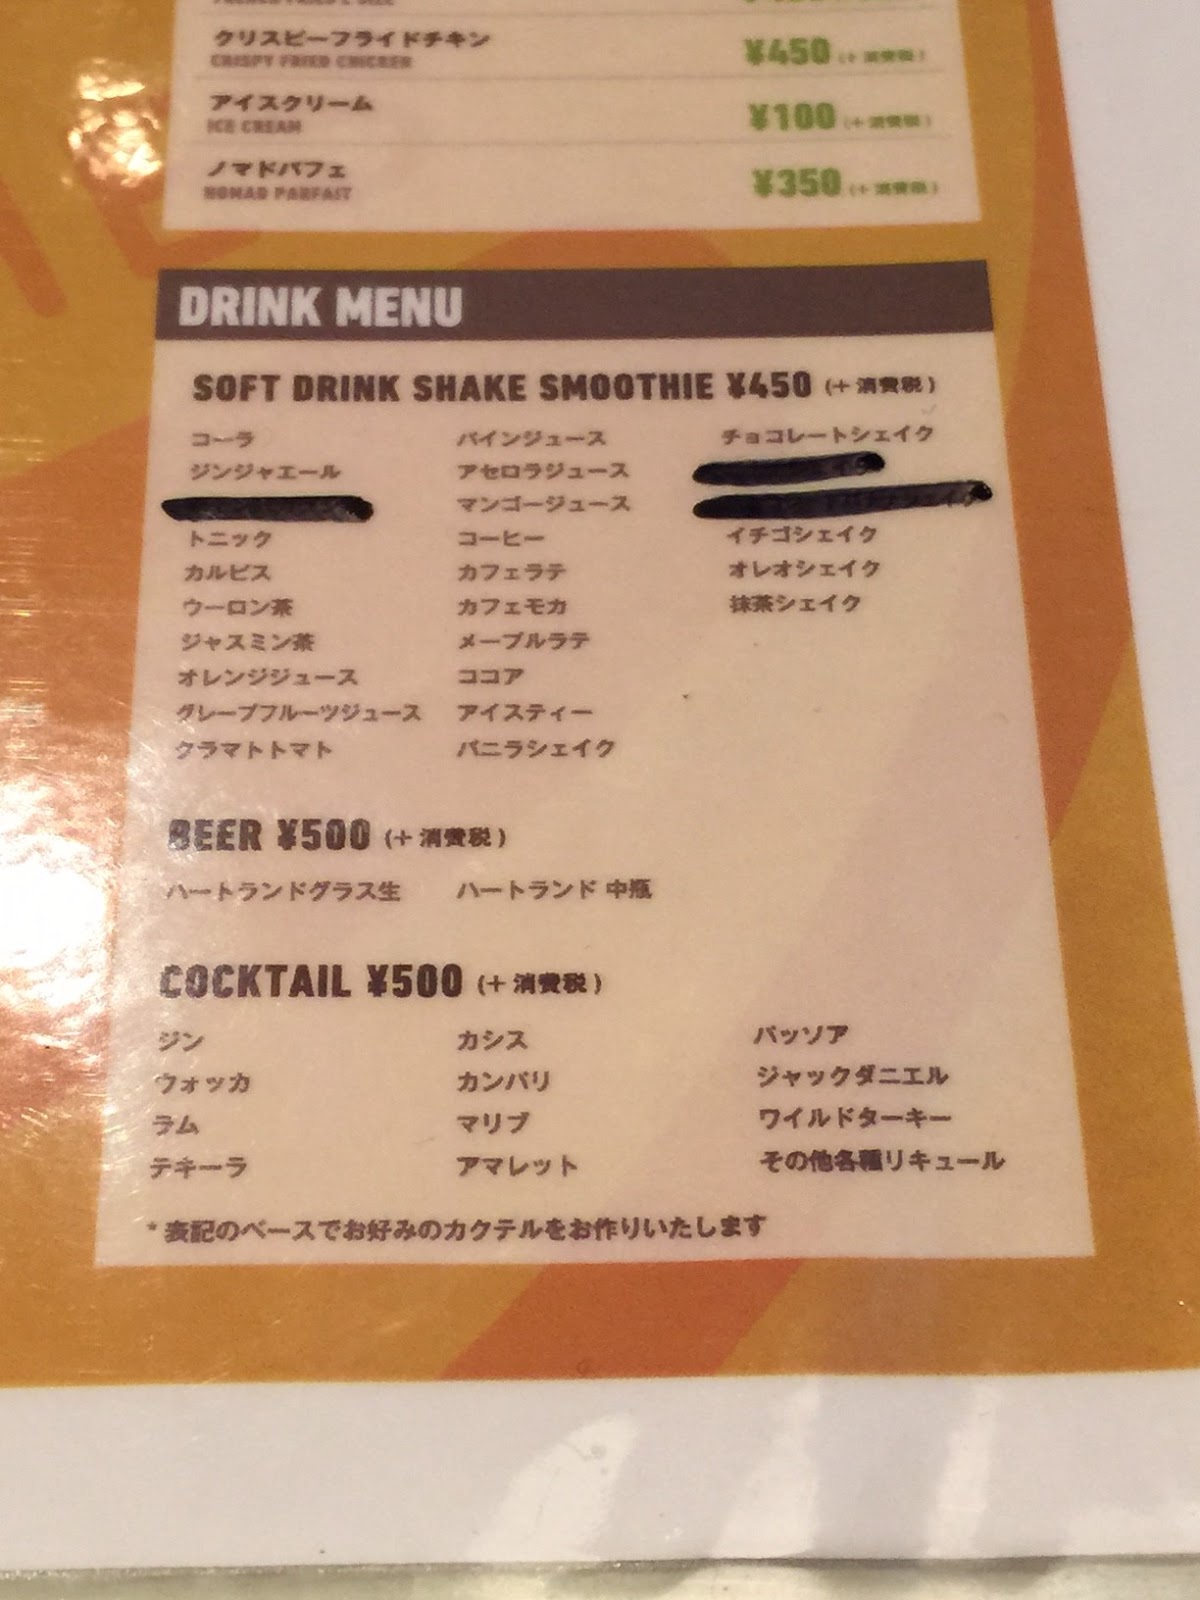 クリスピーフライドチキン ¥450 (+ 消費税)
CRISPY FRIED CHICKEN
アイスクリーム ¥100 (+ 消費税)
ICE CREAM
ノマドパフェ ¥350 (+ 消費税)
NOMAD PARFAIT
DRINK MENU
SOFT DRINK SHAKE SMOOTHIE ¥450 (+ 消費税)
コーラ
ジンジャエール
トニック
カルピス
ウーロン茶
ジャスミン茶
オレンジジュース
グレープフルーツジュース
クラマトトマト
パインジュース
アセロラジュース
マンゴージュース
コーヒー
カフェラテ
カフェモカ
メープルラテ
ココア
アイスティー
バニラシェイク
チョコレートシェイク
イチゴシェイク
オレオシェイク
抹茶シェイク
BEER ¥500 (+ 消費税)
ハートランドグラス生 ハートランド 中瓶
COCKTAIL ¥500 (+ 消費税)
ジン
ウォッカ
ラム
テキーラ
カシス
カンパリ
マリブ
アマレット
パッソア
ジャックダニエル
ワイルドターキー
その他各種リキュール
* 表記のベースでお好みのカクテルをお作りいたします